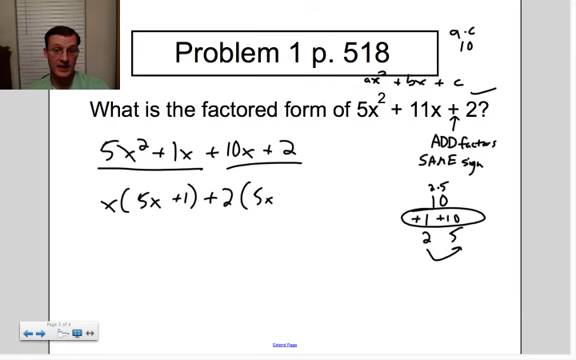 Problem 1 p. 518
a·c
10
ax² + bx + c
What is the factored form of 5x² + 11x + 2?
ADD factors
SAME sign
5x² + 1x + 10x + 2
x(5x +1) + 2(5x
2·5
10
+1 +10
2 5
Page 3 of 4
Extend Page